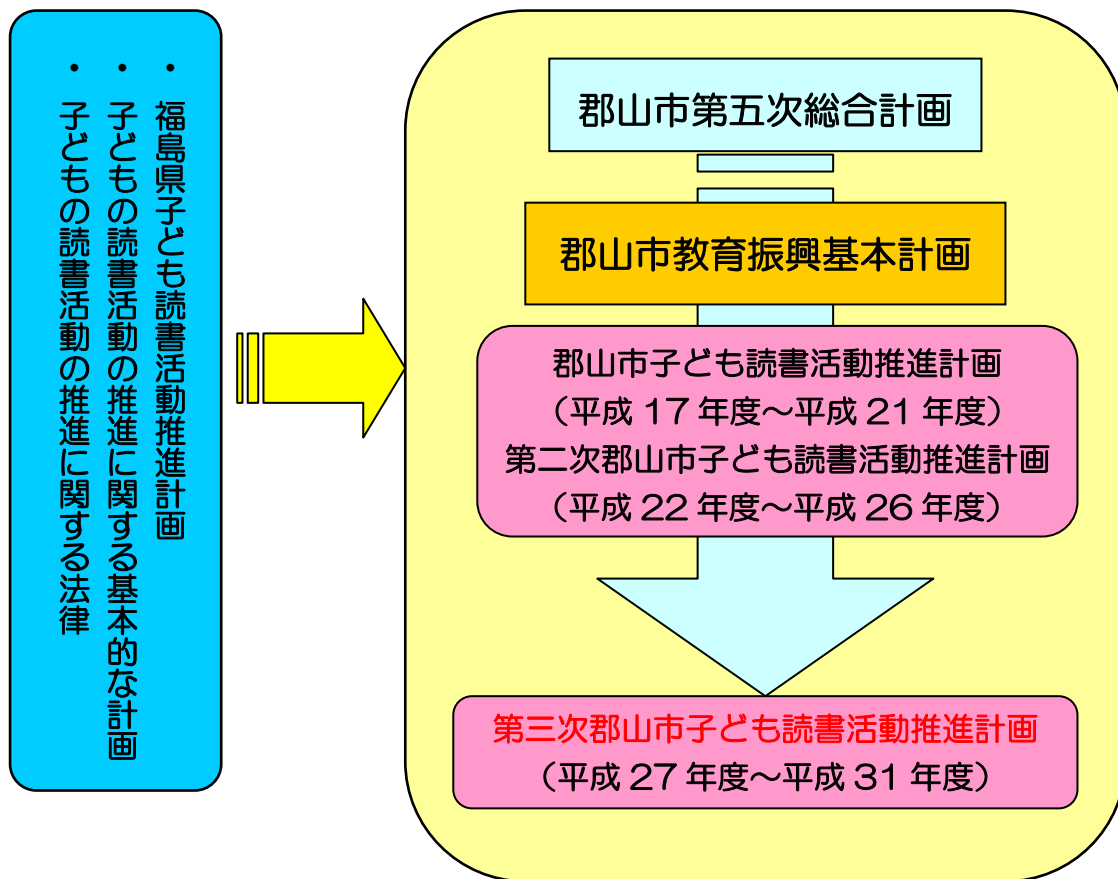 ・ 福島県子ども読書活動推進計画
・ 子どもの読書活動の推進に関する基本的な計画
・ 子どもの読書活動の推進に関する法律
郡山市第五次総合計画
郡山市教育振興基本計画
郡山市子ども読書活動推進計画
（平成 17 年度～平成 21 年度）
第二次郡山市子ども読書活動推進計画
（平成 22 年度～平成 26 年度）
第三次郡山市子ども読書活動推進計画
（平成 27 年度～平成 31 年度）